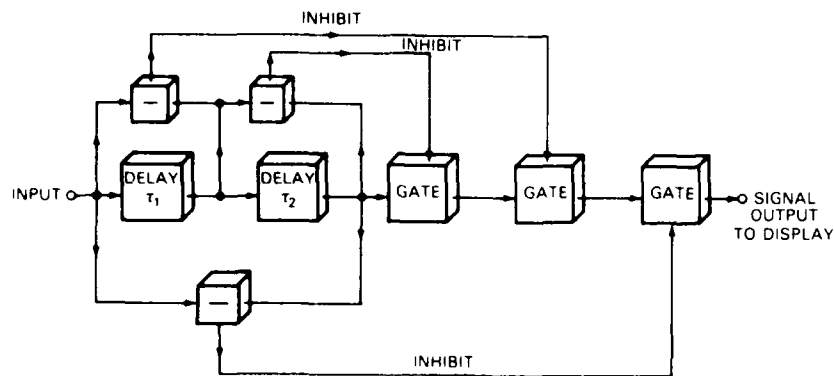 INHIBIT
INHIBIT
—
—
INPUT
DELAY
τ1
DELAY
τ2
GATE
GATE
GATE
SIGNAL
OUTPUT
TO DISPLAY
—
INHIBIT